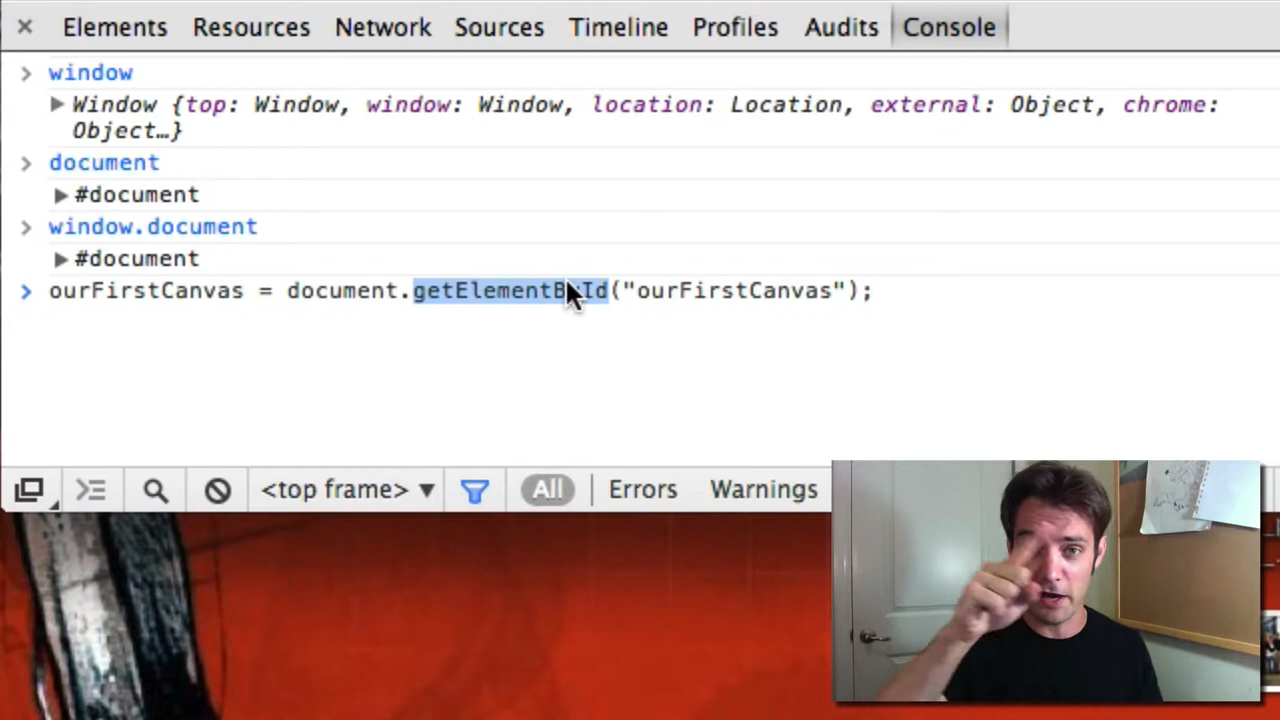 × Elements Resources Network Sources Timeline Profiles Audits Console
> window
▶ Window {top: Window, window: Window, location: Location, external: Object, chrome:
Object…}
> document
▶ #document
> window.document
▶ #document
> ourFirstCanvas = document.getElementById("ourFirstCanvas");
<top frame> ▼ All Errors Warnings